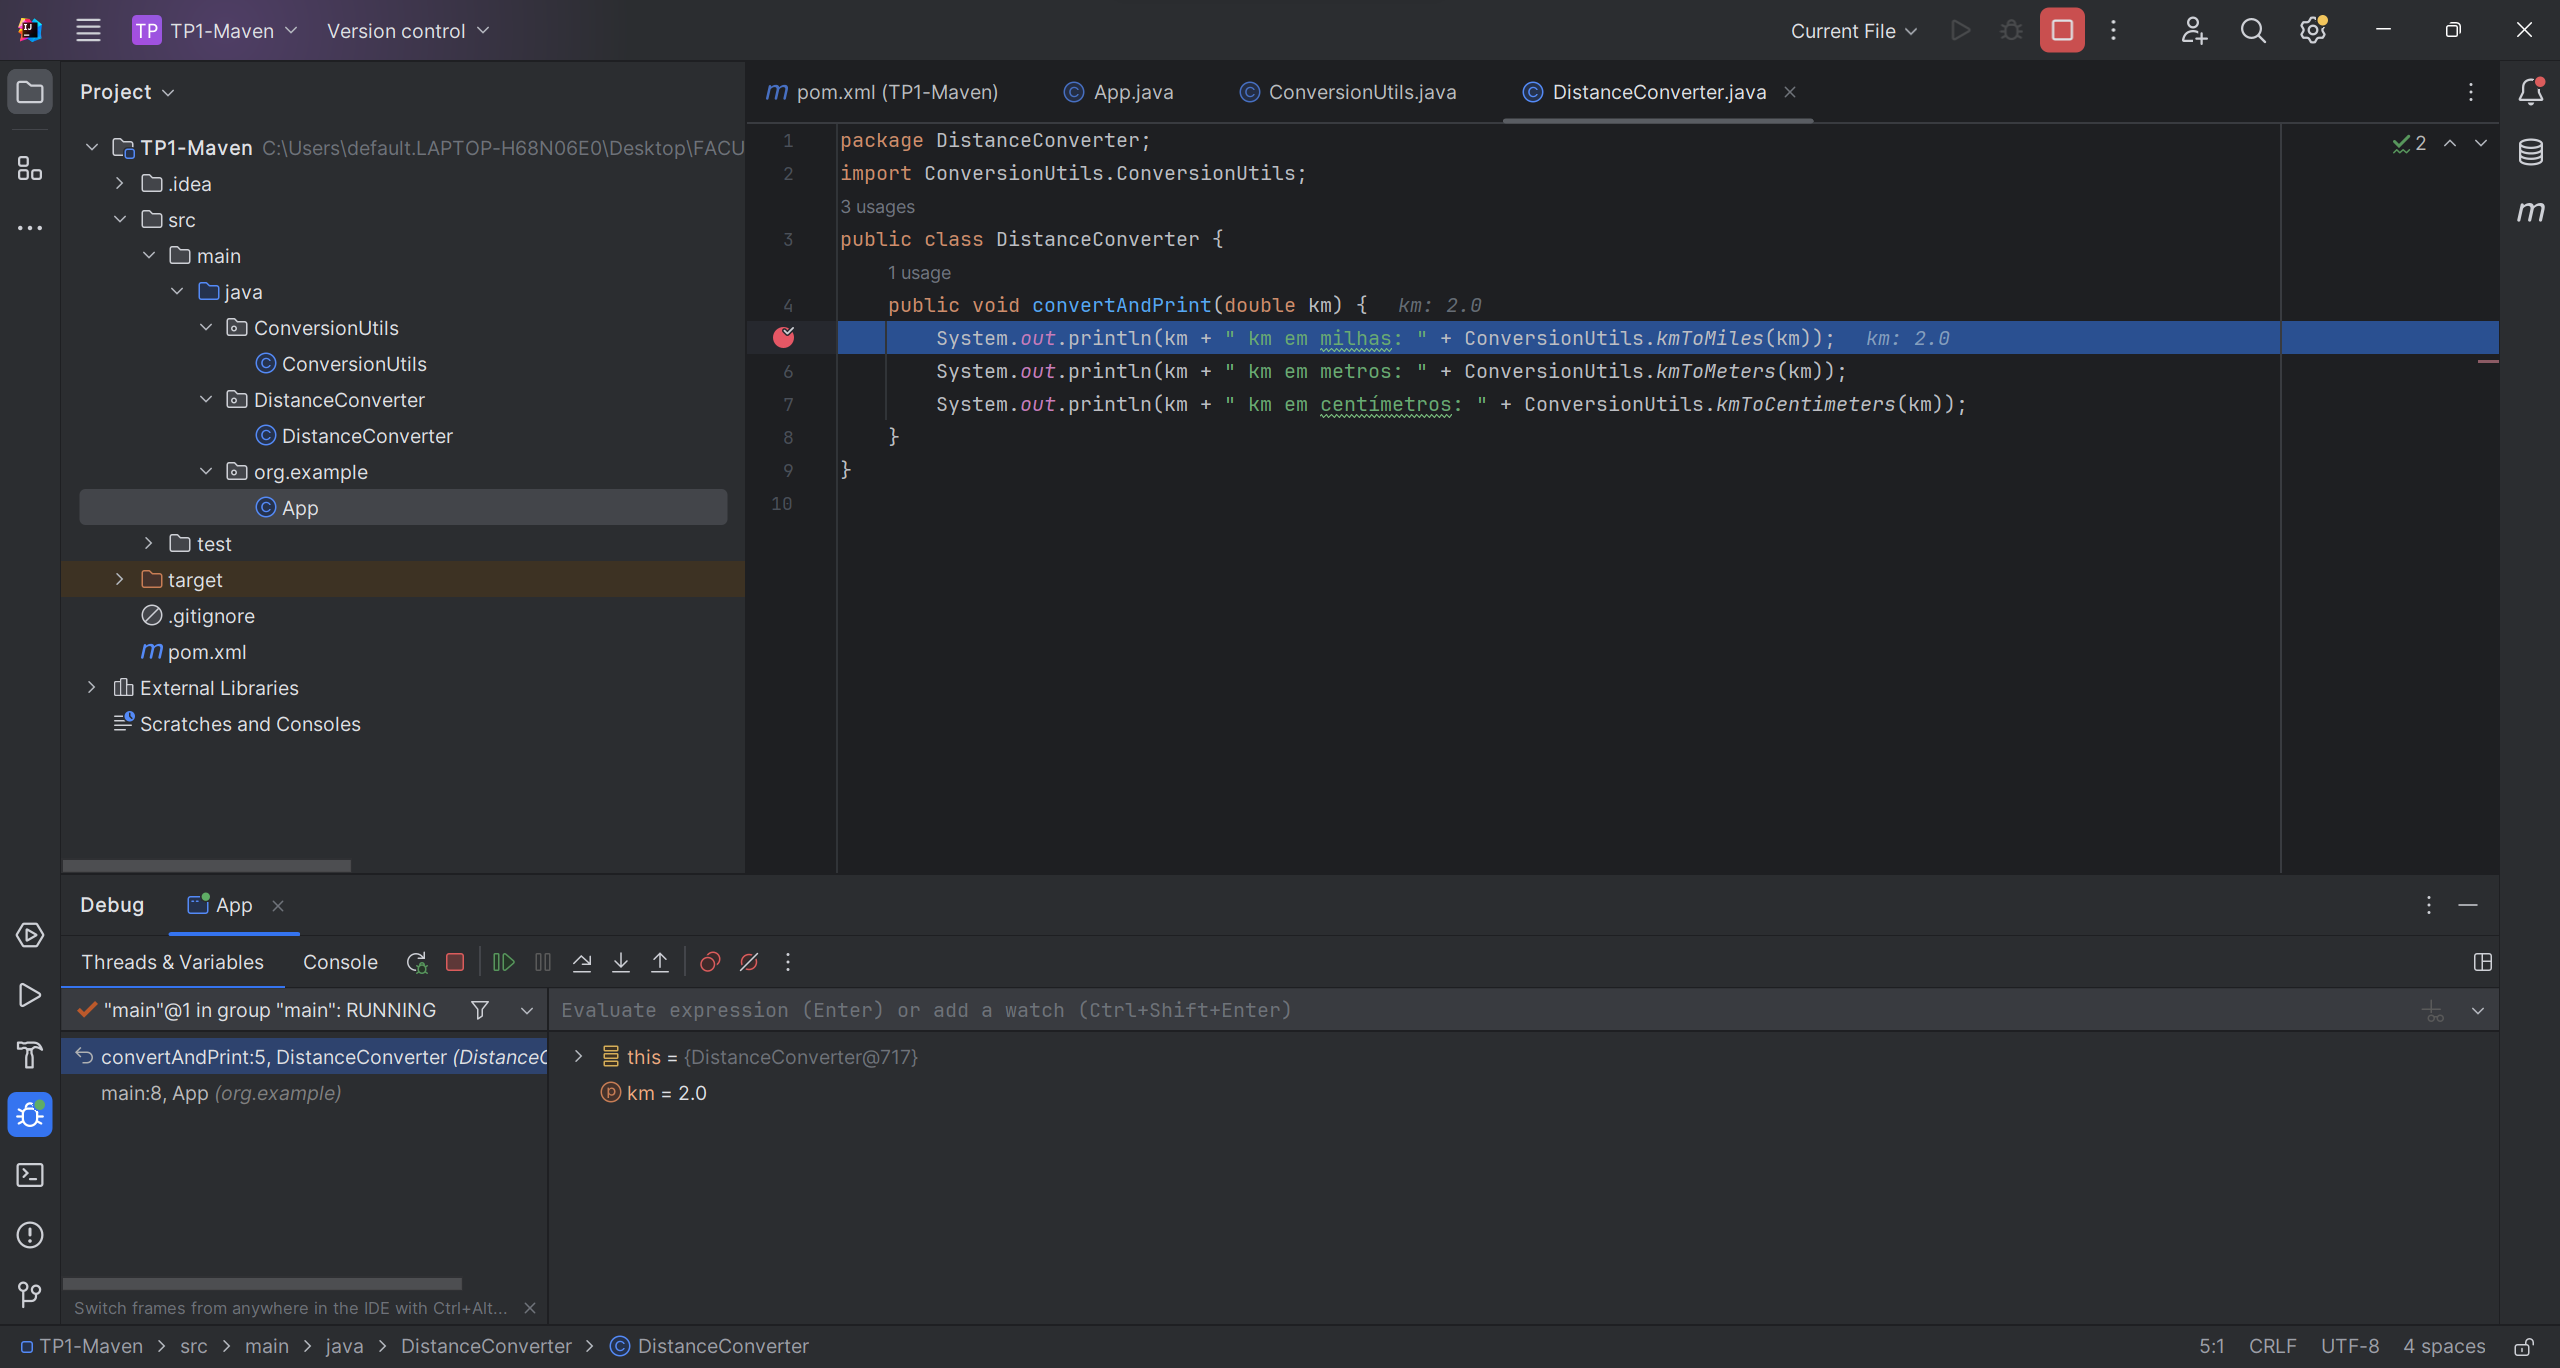 TP TP1-Maven Version control Current File
Project
TP1-Maven C:\Users\default.LAPTOP-H68N06E0\Desktop\FACU
.idea
src
main
java
ConversionUtils
ConversionUtils
DistanceConverter
DistanceConverter
org.example
App
test
target
.gitignore
pom.xml
External Libraries
Scratches and Consoles
pom.xml (TP1-Maven) App.java ConversionUtils.java DistanceConverter.java
2
1 package DistanceConverter;
2 import ConversionUtils.ConversionUtils;
3 usages
3 public class DistanceConverter {
1 usage
4 public void convertAndPrint(double km) { km: 2.0
System.out.println(km + " km em milhas: " + ConversionUtils.kmToMiles(km)); km: 2.0
6 System.out.println(km + " km em metros: " + ConversionUtils.kmToMeters(km));
7 System.out.println(km + " km em centímetros: " + ConversionUtils.kmToCentimeters(km));
8 }
9 }
10
Debug App
Threads & Variables Console
"main"@1 in group "main": RUNNING
Evaluate expression (Enter) or add a watch (Ctrl+Shift+Enter)
convertAndPrint:5, DistanceConverter (DistanceC
main:8, App (org.example)
this = {DistanceConverter@717}
km = 2.0
Switch frames from anywhere in the IDE with Ctrl+Alt...
TP1-Maven > src > main > java > DistanceConverter > DistanceConverter
5:1 CRLF UTF-8 4 spaces